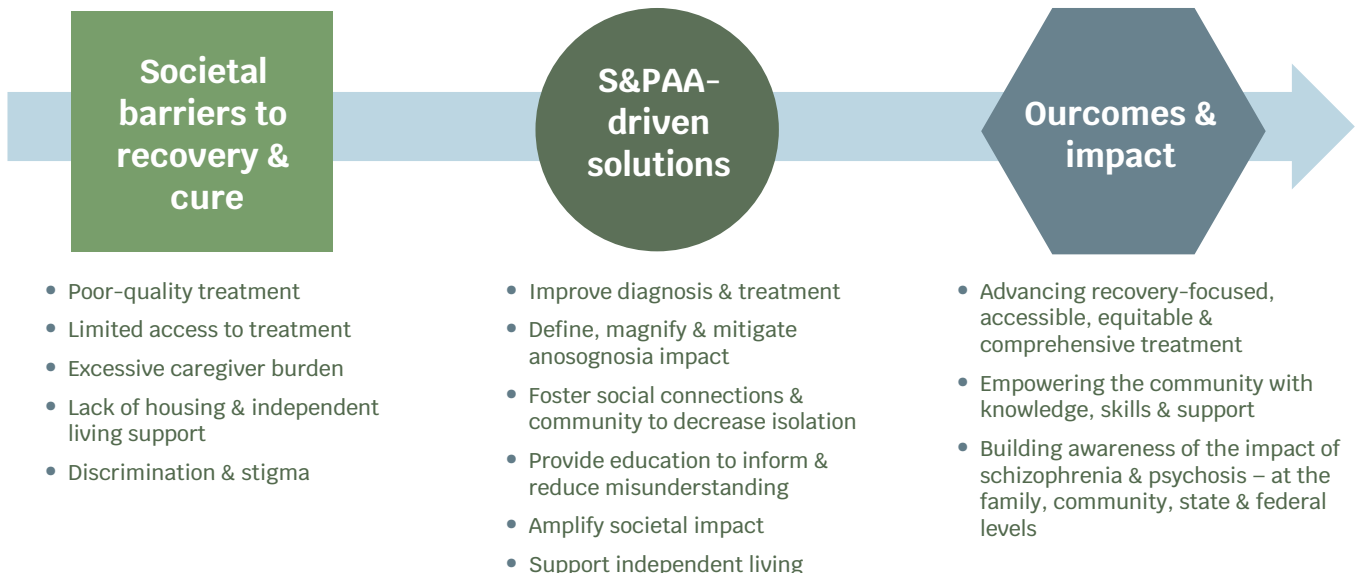 Societal
barriers to
recovery &
cure
S&PAA-
driven
solutions
Ourcomes &
impact
• Poor-quality treatment
• Limited access to treatment
• Excessive caregiver burden
• Lack of housing & independent
living support
• Discrimination & stigma
• Improve diagnosis & treatment
• Define, magnify & mitigate
anosognosia impact
• Foster social connections &
community to decrease isolation
• Provide education to inform &
reduce misunderstanding
• Amplify societal impact
• Support independent living
• Advancing recovery-focused,
accessible, equitable &
comprehensive treatment
• Empowering the community with
knowledge, skills & support
• Building awareness of the impact of
schizophrenia & psychosis – at the
family, community, state & federal
levels